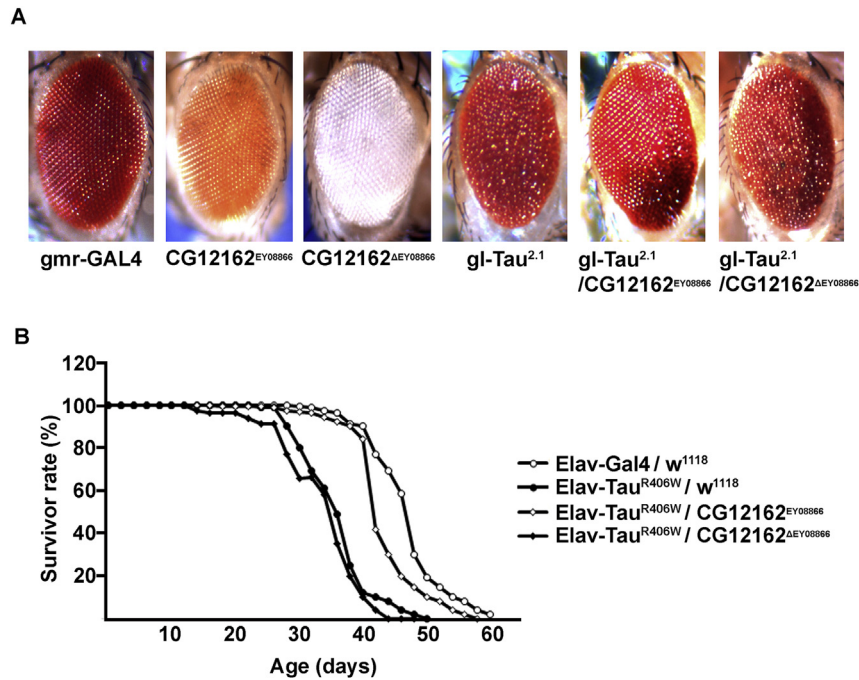 A
gmr-GAL4
CG12162EY08866
CG12162ΔEY08866
gl-Tau2.1
gl-Tau2.1
/CG12162EY08866
gl-Tau2.1
/CG12162ΔEY08866
B
Survivor rate (%)
120
100
80
60
40
20
10 20 30 40 50 60
Age (days)
Elav-Gal4 / w1118
Elav-TauR406W / w1118
Elav-TauR406W / CG12162EY08866
Elav-TauR406W / CG12162ΔEY08866